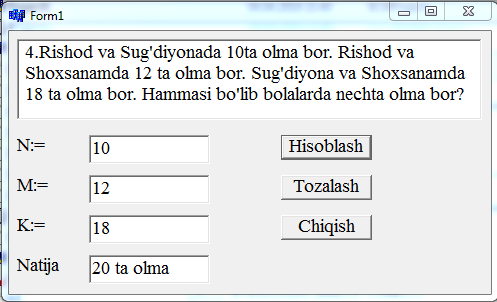 Form1
4.Rishod va Sug'diyonada 10ta olma bor. Rishod va
Shoxsanamda 12 ta olma bor. Sug'diyona va Shoxsanamda
18 ta olma bor. Hammasi bo'lib bolalarda nechta olma bor?
N:= 10 Hisoblash
M:= 12 Tozalash
K:= 18 Chiqish
Natija 20 ta olma